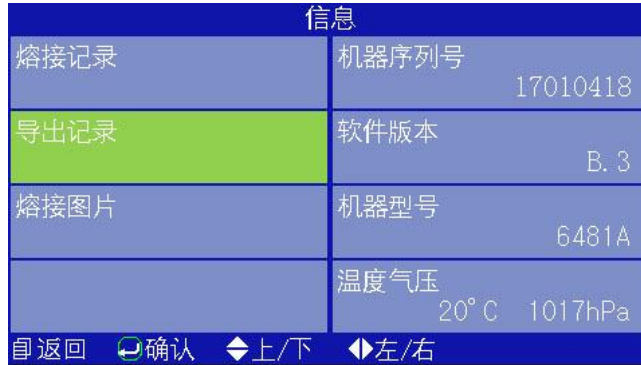 信息
熔接记录
机器序列号
17010418
导出记录
软件版本
B. 3
熔接图片
机器型号
6481A
温度气压
20°C 1017hPa
返回 确认 上/下 左/右